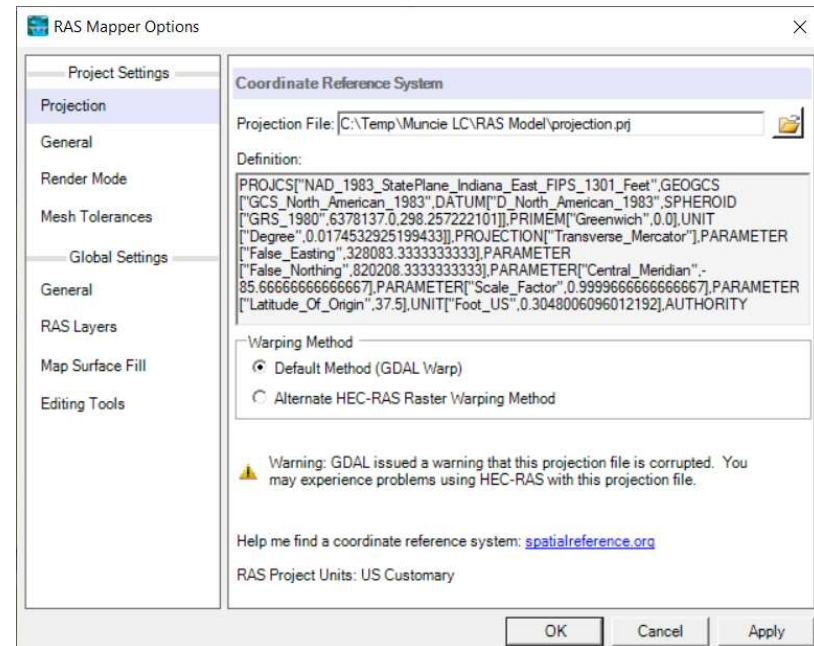 RAS Mapper Options
Project Settings
Projection
General
Render Mode
Mesh Tolerances
Global Settings
General
RAS Layers
Map Surface Fill
Editing Tools
Coordinate Reference System
Projection File: C:\Temp\Muncie LC\RAS Model\projection.prj
Definition:
PROJCS["NAD_1983_StatePlane_Indiana_East_FIPS_1301_Feet",GEOGCS
["GCS_North_American_1983",DATUM["D_North_American_1983",SPHEROID
["GRS_1980",6378137.0,298.257222101]],PRIMEM["Greenwich",0.0],UNIT
["Degree",0.0174532925199433]],PROJECTION["Transverse_Mercator"],PARAMETER
["False_Easting",328083.3333333333],PARAMETER
["False_Northing",820208.3333333333],PARAMETER["Central_Meridian",-
85.66666666666667],PARAMETER["Scale_Factor",0.9999666666666667],PARAMETER
["Latitude_Of_Origin",37.5],UNIT["Foot_US",0.3048006096012192],AUTHORITY
Warping Method
Default Method (GDAL Warp)
Alternate HEC-RAS Raster Warping Method
Warning: GDAL issued a warning that this projection file is corrupted. You
may experience problems using HEC-RAS with this projection file.
Help me find a coordinate reference system: spatialreference.org
RAS Project Units: US Customary
OK Cancel Apply